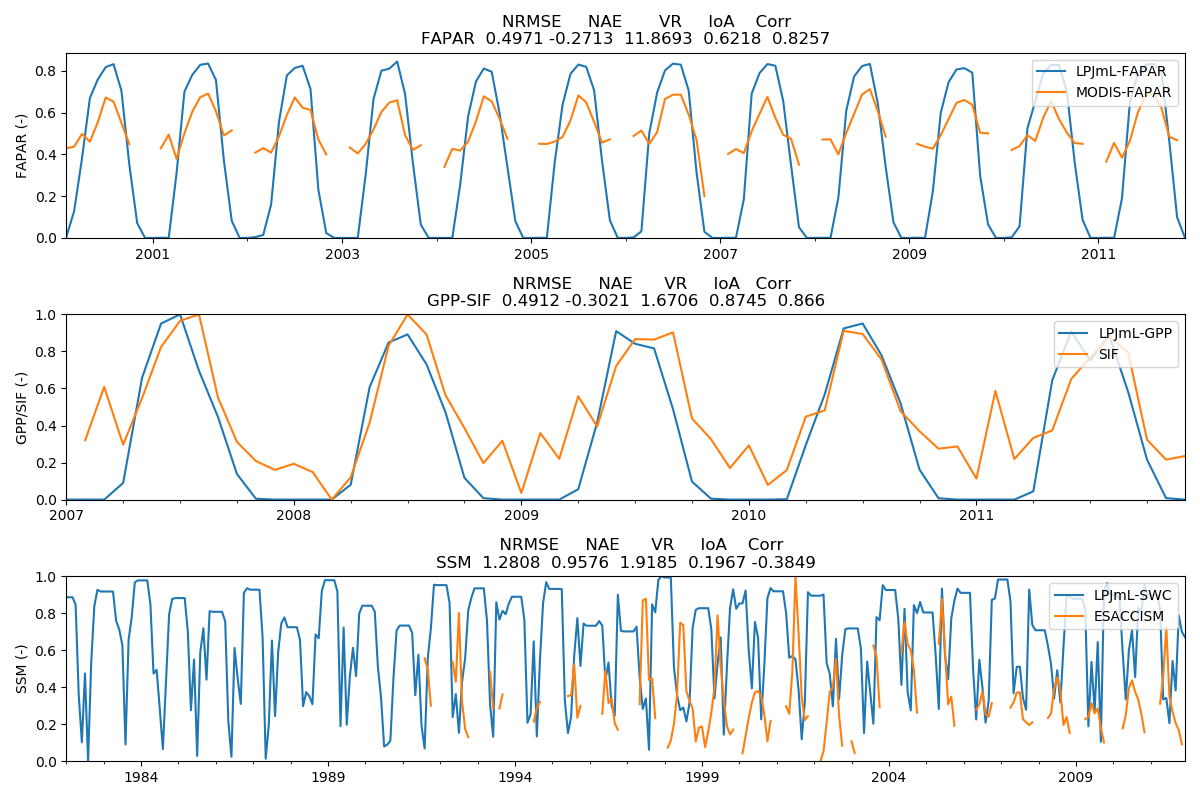 NRMSE NAE VR IoA Corr
FAPAR 0.4971 -0.2713 11.8693 0.6218 0.8257
FAPAR (-)
0.8
0.6
0.4
0.2
0.0
LPJmL-FAPAR
MODIS-FAPAR
2001 2003 2005 2007 2009 2011
NRMSE NAE VR IoA Corr
GPP-SIF 0.4912 -0.3021 1.6706 0.8745 0.866
GPP/SIF (-)
1.0
0.8
0.6
0.4
0.2
0.0
LPJmL-GPP
SIF
2007 2008 2009 2010 2011
NRMSE NAE VR IoA Corr
SSM 1.2808 0.9576 1.9185 0.1967 -0.3849
SSM (-)
1.0
0.8
0.6
0.4
0.2
0.0
LPJmL-SWC
ESACCISM
1984 1989 1994 1999 2004 2009